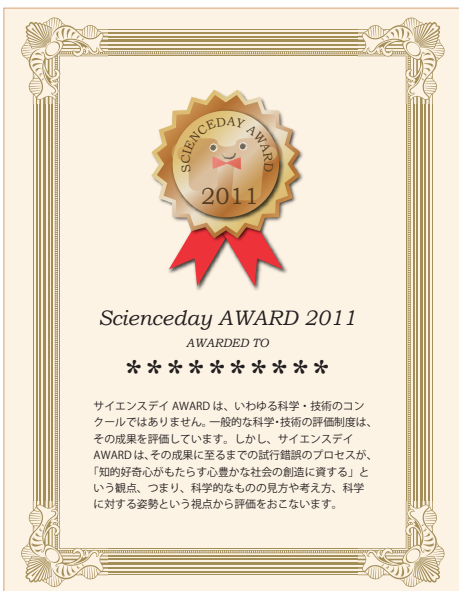 SCIENCEDAY AWARD
2011
Scienceday AWARD 2011
AWARDED TO
**********
サイエンスデイ AWARD は、いわゆる科学・技術のコン
クールではありません。一般的な科学・技術の評価制度は、
その成果を評価しています。しかし、サイエンスデイ
AWARD は、その成果に至るまでの試行錯誤のプロセスが、
「知的好奇心がもたらす心豊かな社会の創造に資する」と
いう観点、つまり、科学的なものの見方や考え方、科学
に対する姿勢という視点から評価をおこないます。